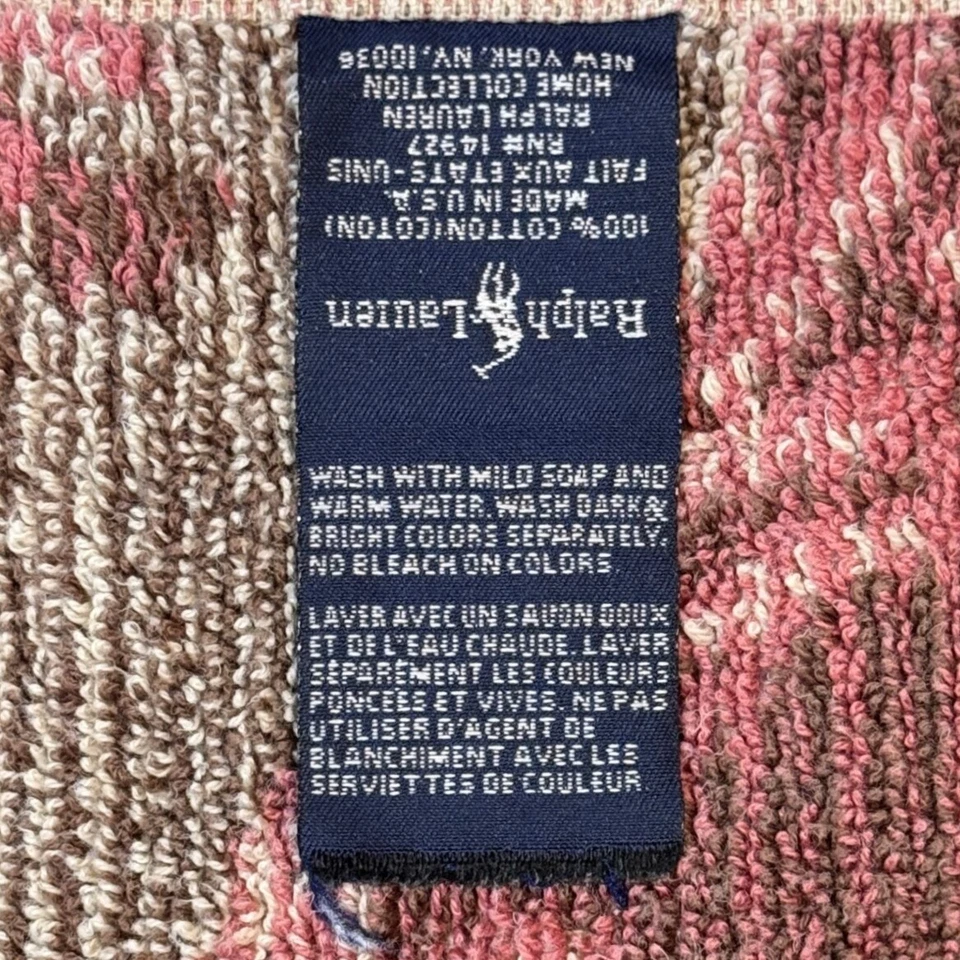 Ralph Lauren
100% COTTON(COTON)
MADE IN U.S.A.
FAIT AUX ETATS-UNIS
RN# 14927
RALPH LAUREN
HOME COLLECTION
NEW YORK, NY, 10036
WASH WITH MILD SOAP AND
WARM WATER. WASH DARK &
BRIGHT COLORS SEPARATELY.
NO BLEACH ON COLORS.
LAVER AVEC UN SAUON DOUX
ET DE L'EAU CHAUDE. LAVER
SÉPARÉMENT LES COULEURS
FONCÉES ET VIVES. NE PAS
UTILISER D'AGENT DE
BLANCHIMENT AVEC LES
SERVIETTES DE COULEUR.